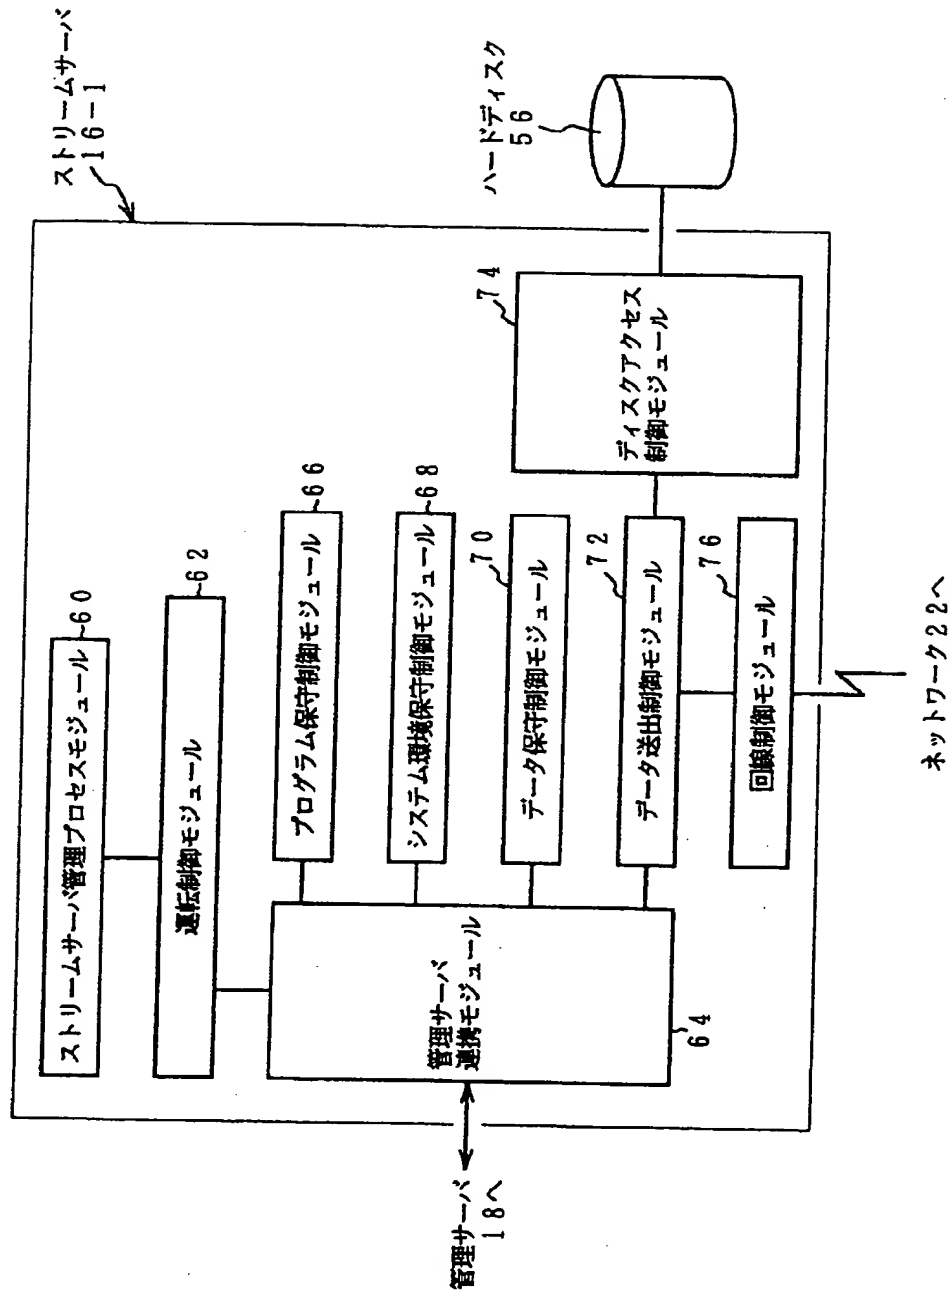 ストリームサーバ
16-1
ストリームサーバ管理プロセスモジュール
60
運転制御モジュール
62
管理サーバ
連携モジュール
64
管理サーバ
18へ
プログラム保守制御モジュール
66
システム環境保守制御モジュール
68
データ保守制御モジュール
70
データ送出制御モジュール
72
回線制御モジュール
76
ディスクアクセス
制御モジュール
74
ハードディスク
56
ネットワーク22へ